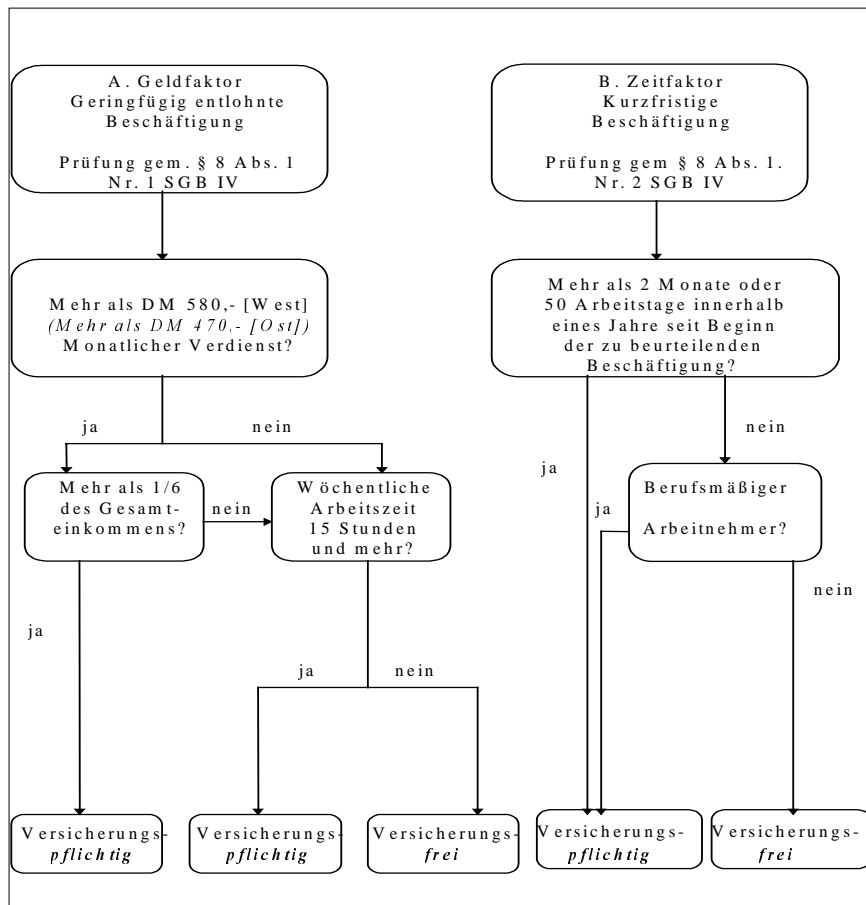 A. Geldfaktor
Geringfügig entlohnte
Beschäftigung
Prüfung gem. § 8 Abs. 1
Nr. 1 SGB IV
B. Zeitfaktor
Kurzfristige
Beschäftigung
Prüfung gem § 8 Abs. 1.
Nr. 2 SGB IV
Mehr als DM 580,- [West]
(Mehr als DM 470,- [Ost])
Monatlicher Verdienst?
Mehr als 2 Monate oder
50 Arbeitstage innerhalb
eines Jahre seit Beginn
der zu beurteilenden
Beschäftigung?
ja
nein
Mehr als 1/6
des Gesamt-
einkommens?
nein
Wöchentliche
Arbeitszeit
15 Stunden
und mehr?
ja
nein
Berufsmäßiger
Arbeitnehmer?
ja
ja
ja
nein
nein
Versicherungs-
pflichtig
Versicherungs-
pflichtig
Versicherungs-
frei
Versicherungs-
pflichtig
Versicherungs-
frei